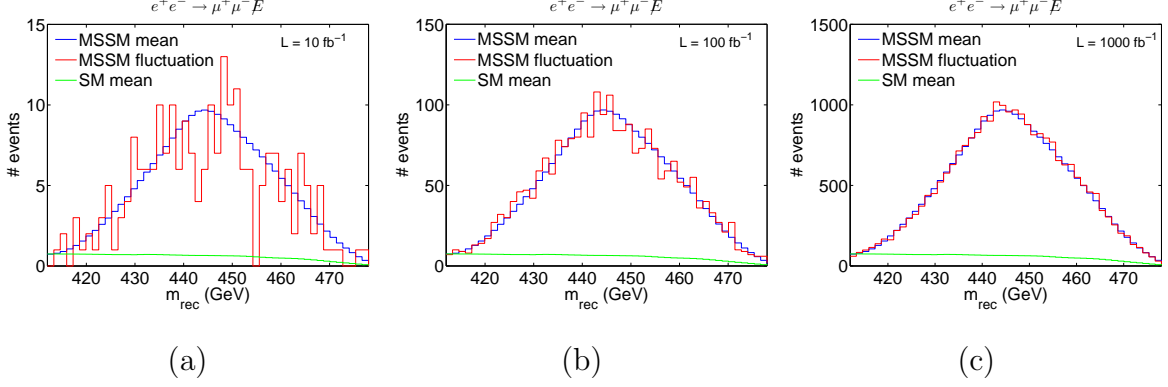 e⁺e⁻ → μ⁺μ⁻E̸
MSSM mean
MSSM fluctuation
SM mean
L = 10 fb⁻¹
# events
15
10
5
0
420 430 440 450 460 470
m_rec (GeV)
(a)
e⁺e⁻ → μ⁺μ⁻E̸
MSSM mean
MSSM fluctuation
SM mean
L = 100 fb⁻¹
# events
150
100
50
0
420 430 440 450 460 470
m_rec (GeV)
(b)
e⁺e⁻ → μ⁺μ⁻E̸
MSSM mean
MSSM fluctuation
SM mean
L = 1000 fb⁻¹
# events
1500
1000
500
0
420 430 440 450 460 470
m_rec (GeV)
(c)